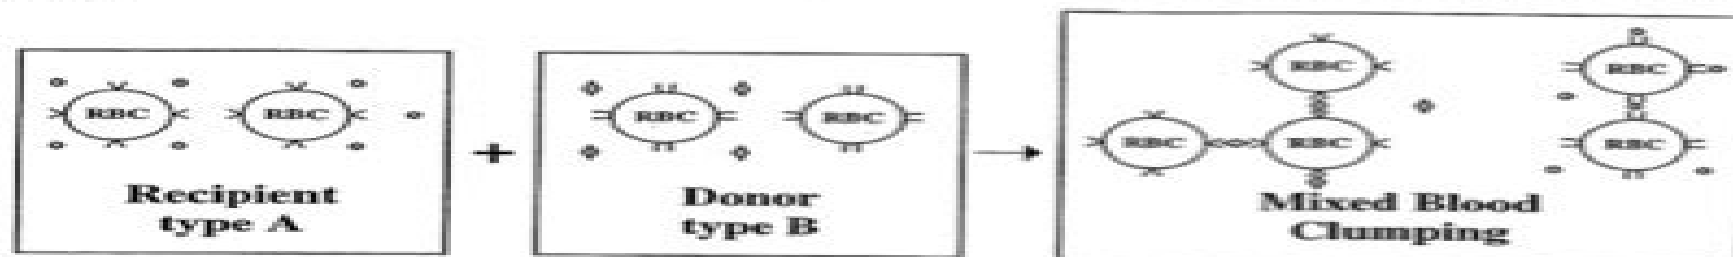 RBC RBC
Recipient
type A
+
RBC RBC
Donor
type B
RBC RBC
RBC RBC RBC
Mixed Blood
Clumping